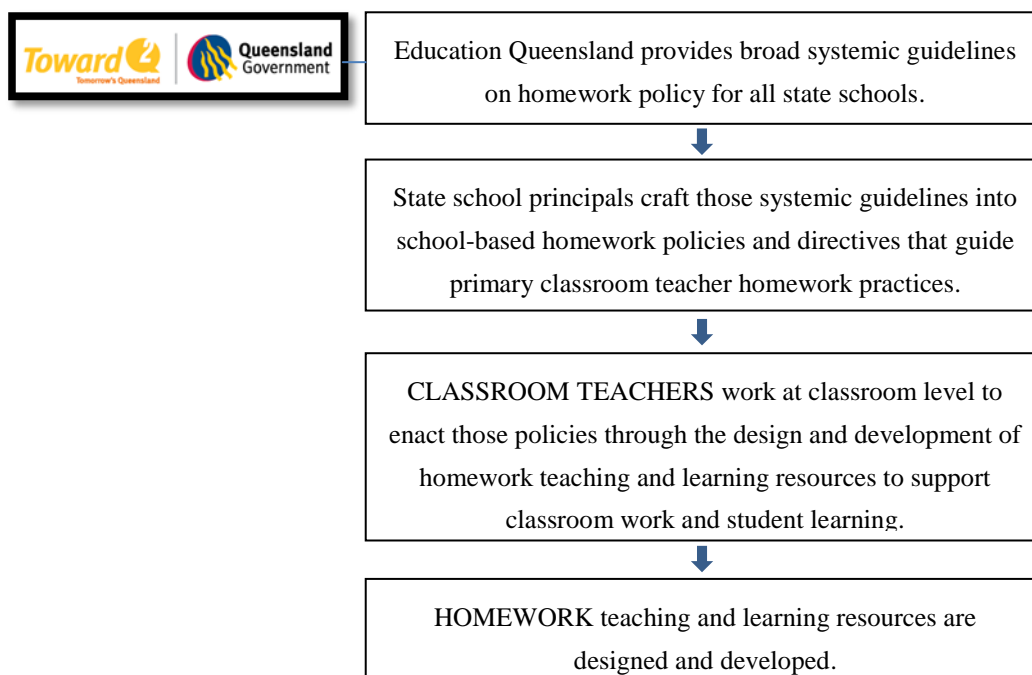 Toward Q2
Tomorrow's Queensland
Queensland
Government
Education Queensland provides broad systemic guidelines
on homework policy for all state schools.
State school principals craft those systemic guidelines into
school-based homework policies and directives that guide
primary classroom teacher homework practices.
CLASSROOM TEACHERS work at classroom level to
enact those policies through the design and development of
homework teaching and learning resources to support
classroom work and student learning.
HOMEWORK teaching and learning resources are
designed and developed.